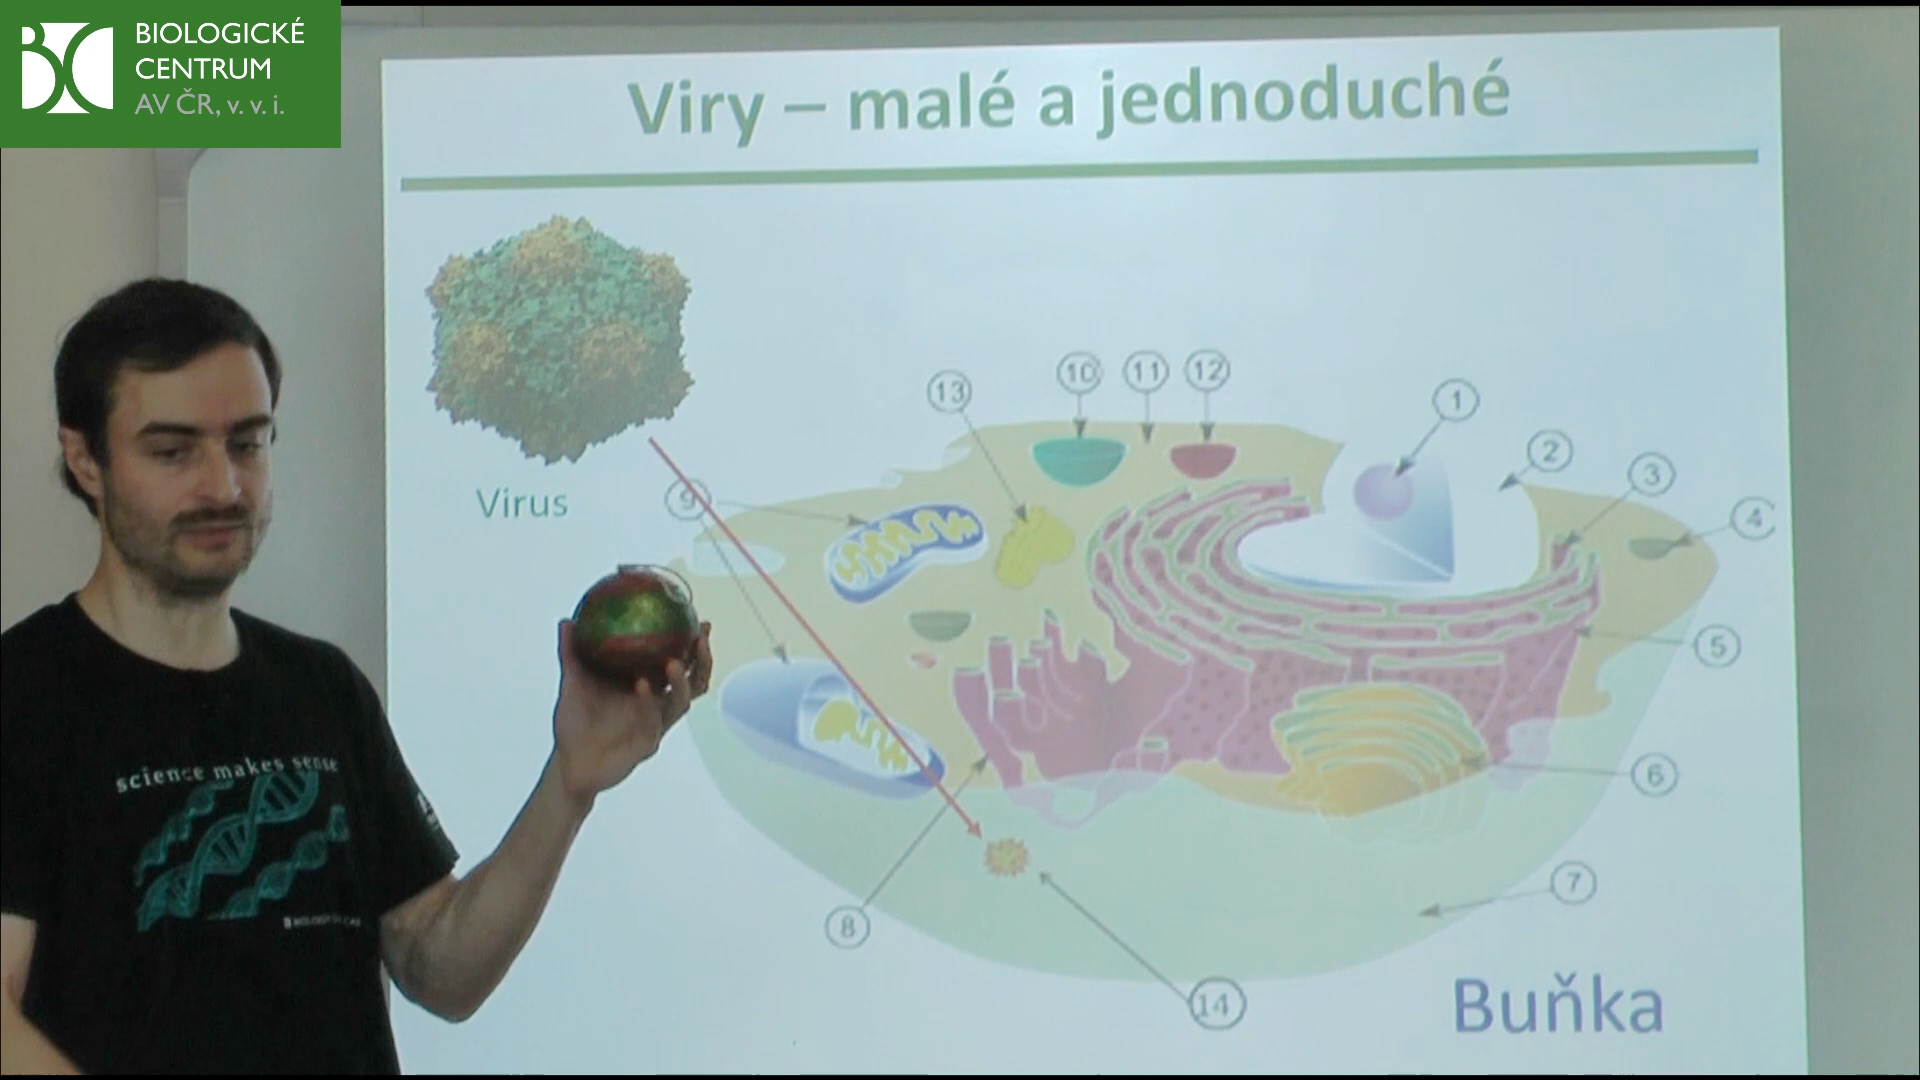 BIOLOGICKÉ
CENTRUM
AV ČR, v. v. i.
Viry – malé a jednoduché
Virus
13
10
11
12
1
2
3
4
9
5
6
7
8
14
Buňka
science makes sense